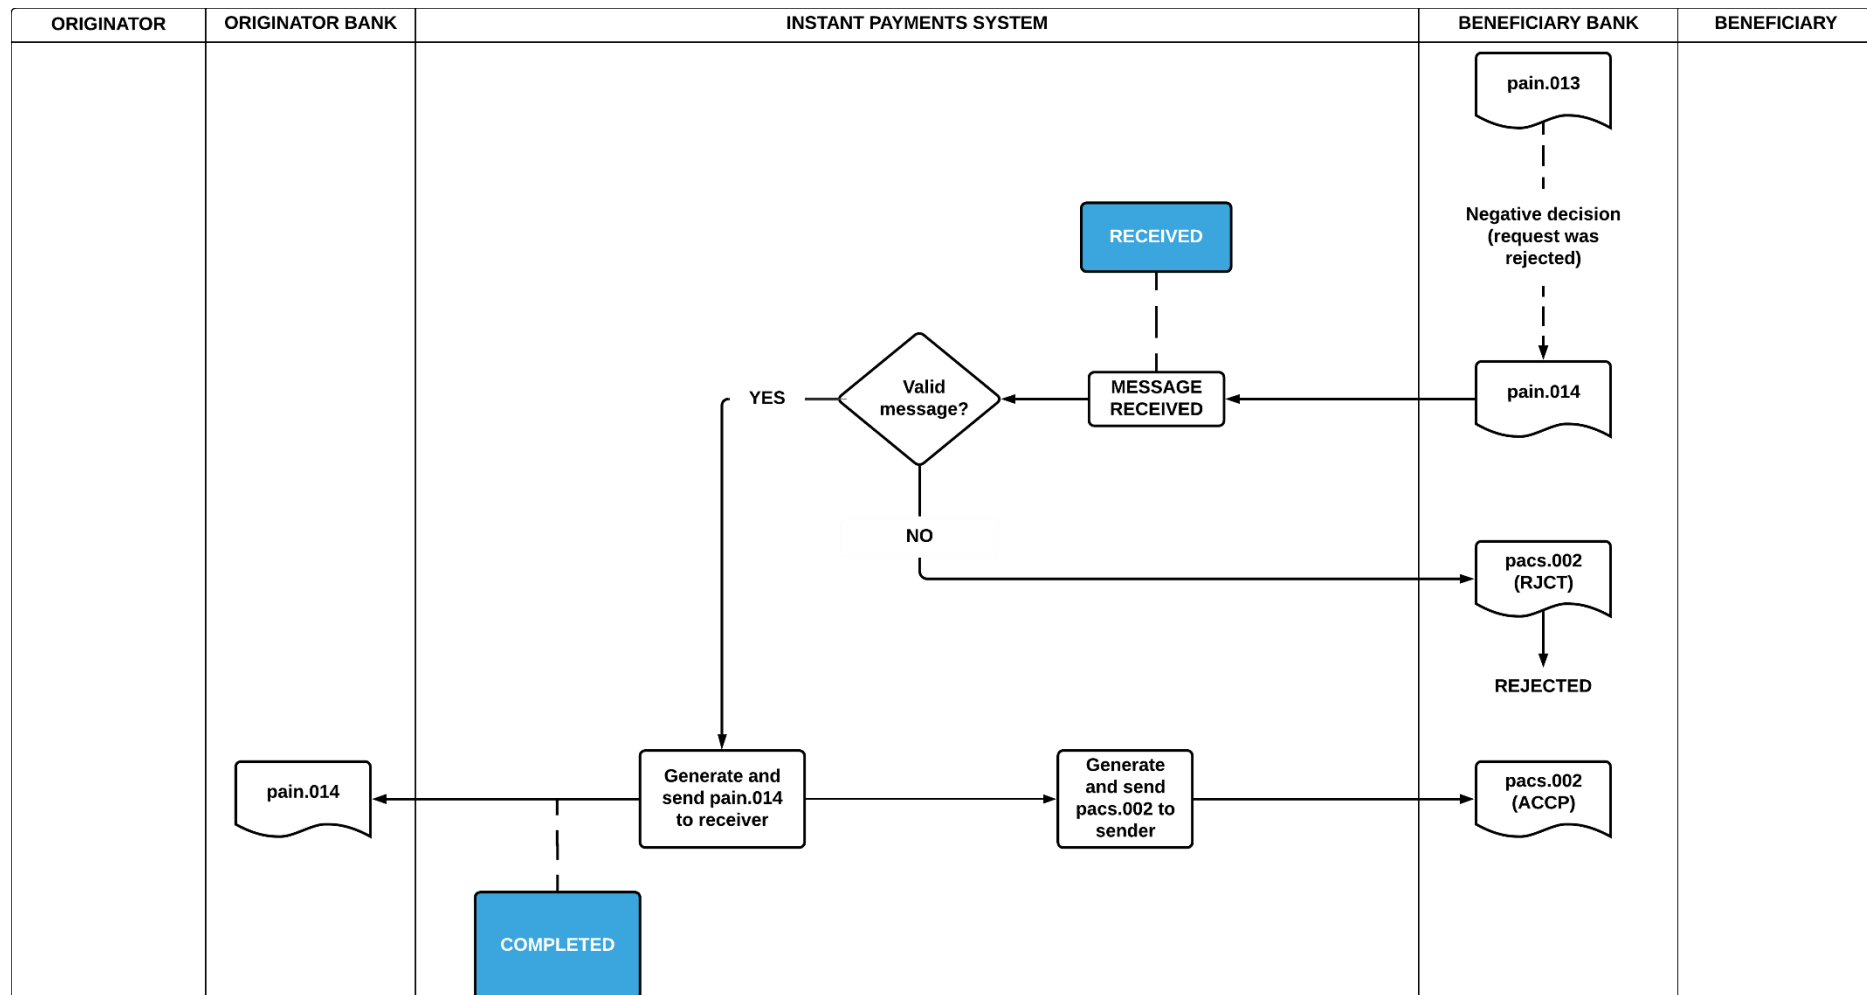 ORIGINATOR
ORIGINATOR BANK
INSTANT PAYMENTS SYSTEM
BENEFICIARY BANK
BENEFICIARY
pain.013
Negative decision
(request was
rejected)
RECEIVED
YES
Valid
message?
MESSAGE
RECEIVED
pain.014
NO
pacs.002
(RJCT)
REJECTED
pain.014
Generate and
send pain.014
to receiver
Generate
and send
pacs.002 to
sender
pacs.002
(ACCP)
COMPLETED